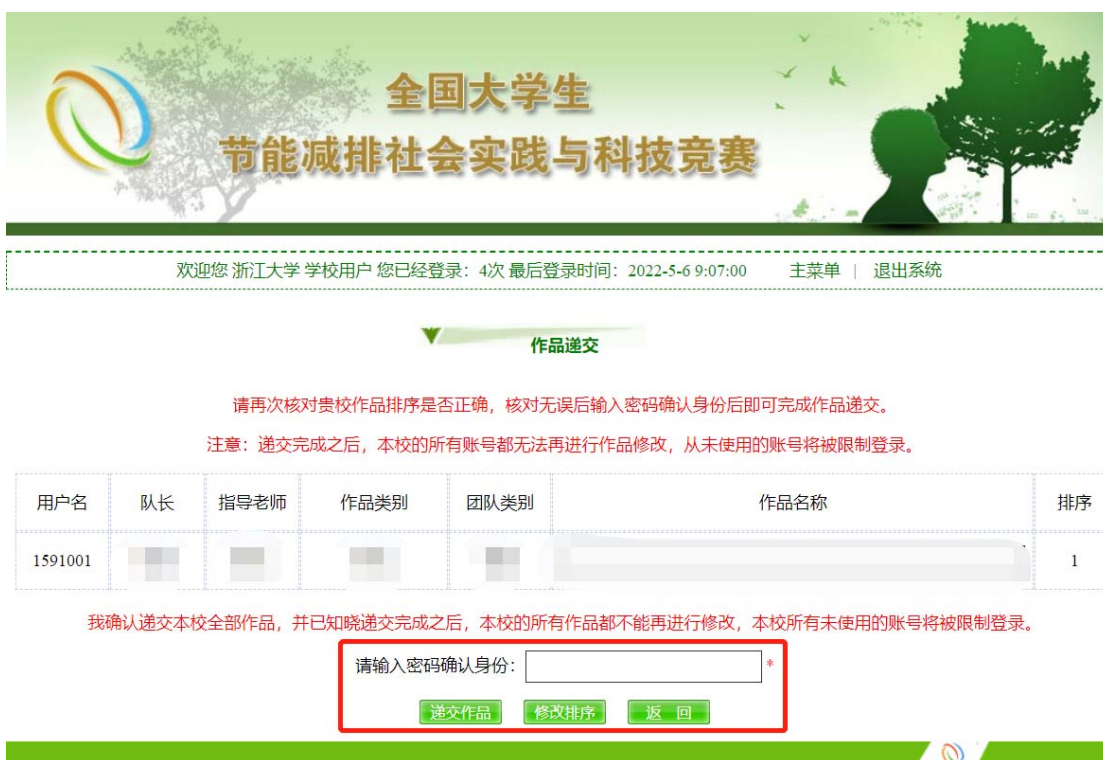 全国大学生
节能减排社会实践与科技竞赛
欢迎您 浙江大学 学校用户 您已经登录：4次 最后登录时间：2022-5-6 9:07:00 主菜单 | 退出系统
作品递交
请再次核对贵校作品排序是否正确，核对无误后输入密码确认身份后即可完成作品递交。
注意：递交完成之后，本校的所有账号都无法再进行作品修改，从未使用的账号将被限制登录。
用户名 队长 指导老师 作品类别 团队类别 作品名称 排序
1591001 1
我确认递交本校全部作品，并已知晓递交完成之后，本校的所有作品都不能再进行修改，本校所有未使用的账号将被限制登录。
请输入密码确认身份： *
递交作品 修改排序 返 回